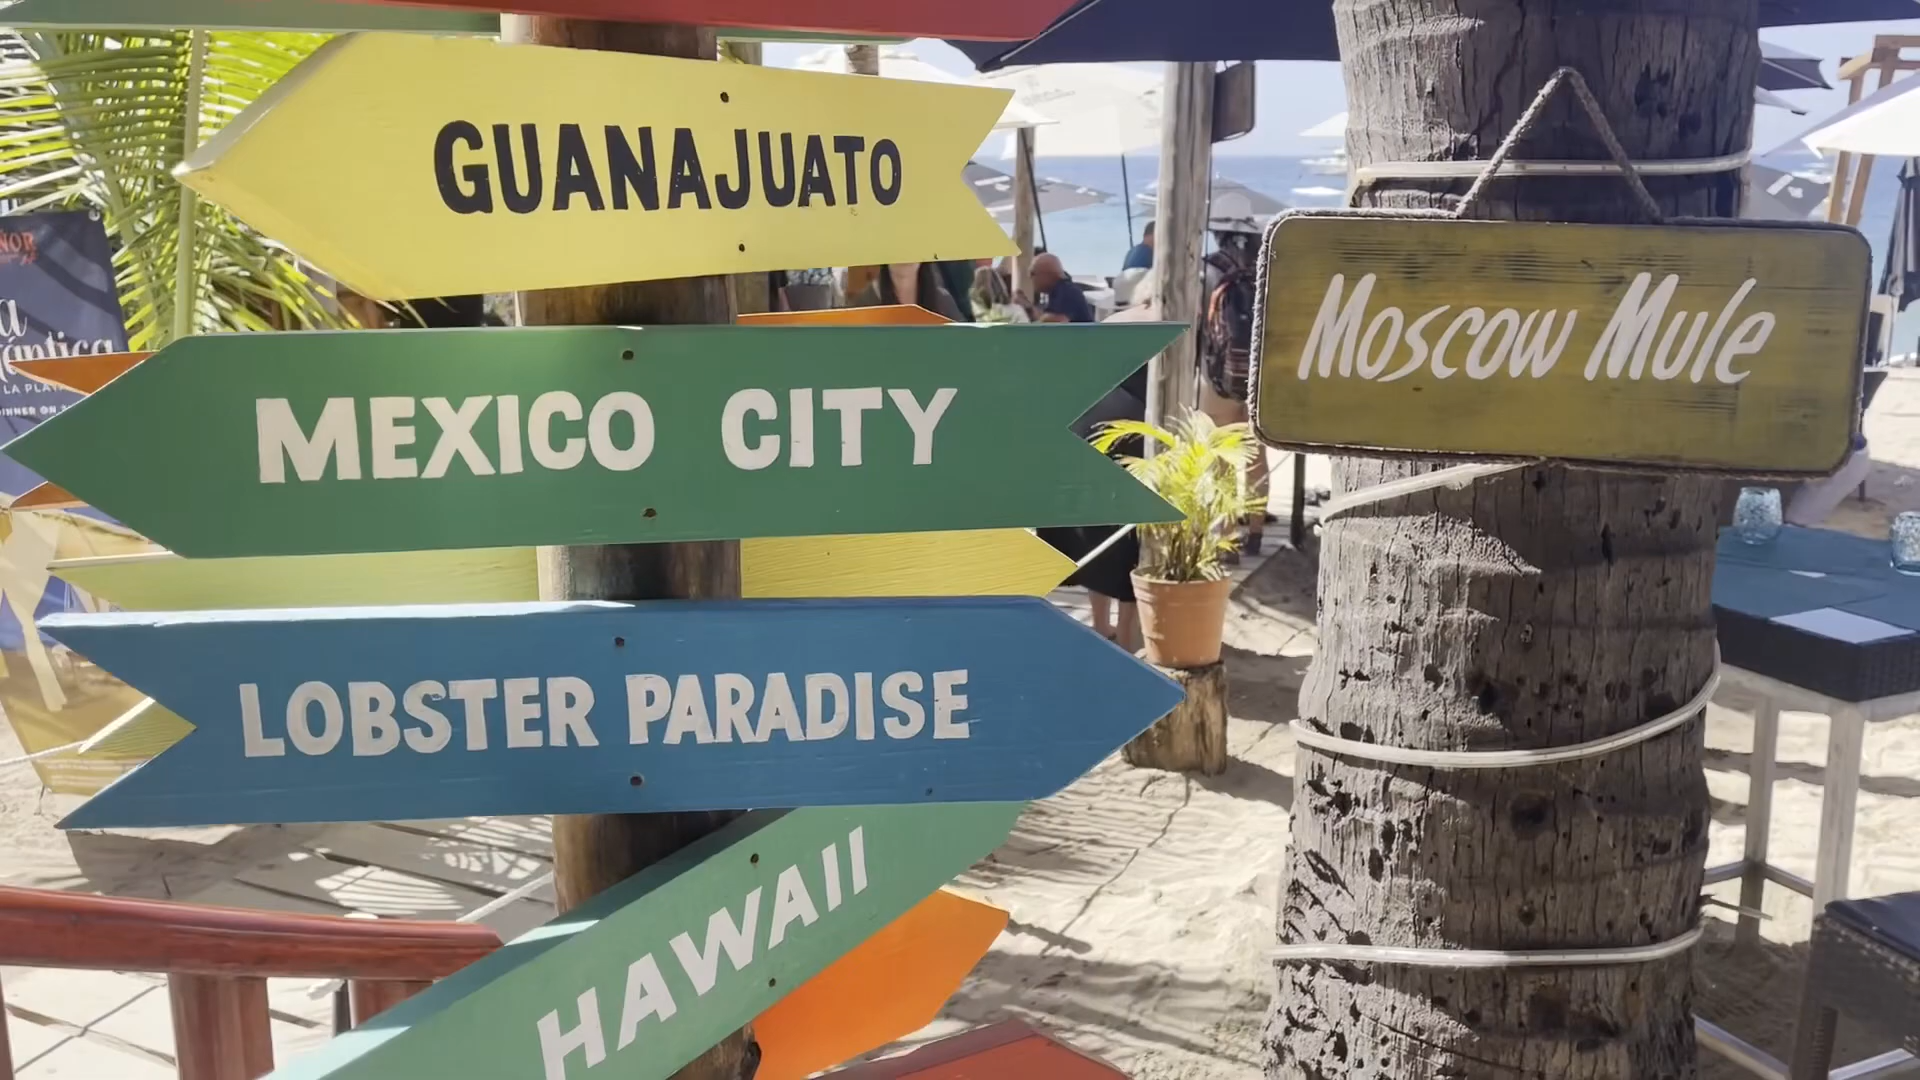 GUANAJUATO
MEXICO CITY
LOBSTER PARADISE
HAWAII
Moscow Mule